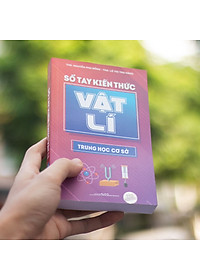 SỔ TAY KIẾN THỨC
VẬT
LÍ
TRUNG HỌC CƠ SỞ